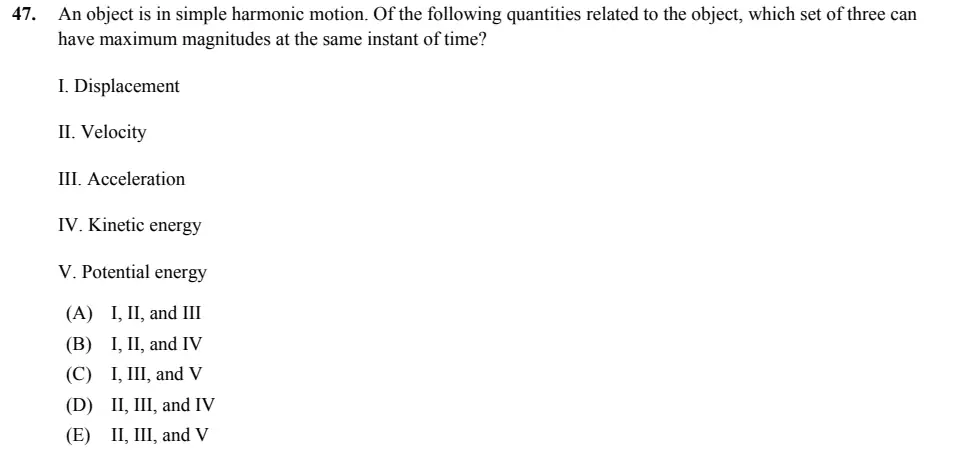 47. An object is in simple harmonic motion. Of the following quantities related to the object, which set of three can
have maximum magnitudes at the same instant of time?
I. Displacement
II. Velocity
III. Acceleration
IV. Kinetic energy
V. Potential energy
(A) I, II, and III
(B) I, II, and IV
(C) I, III, and V
(D) II, III, and IV
(E) II, III, and V